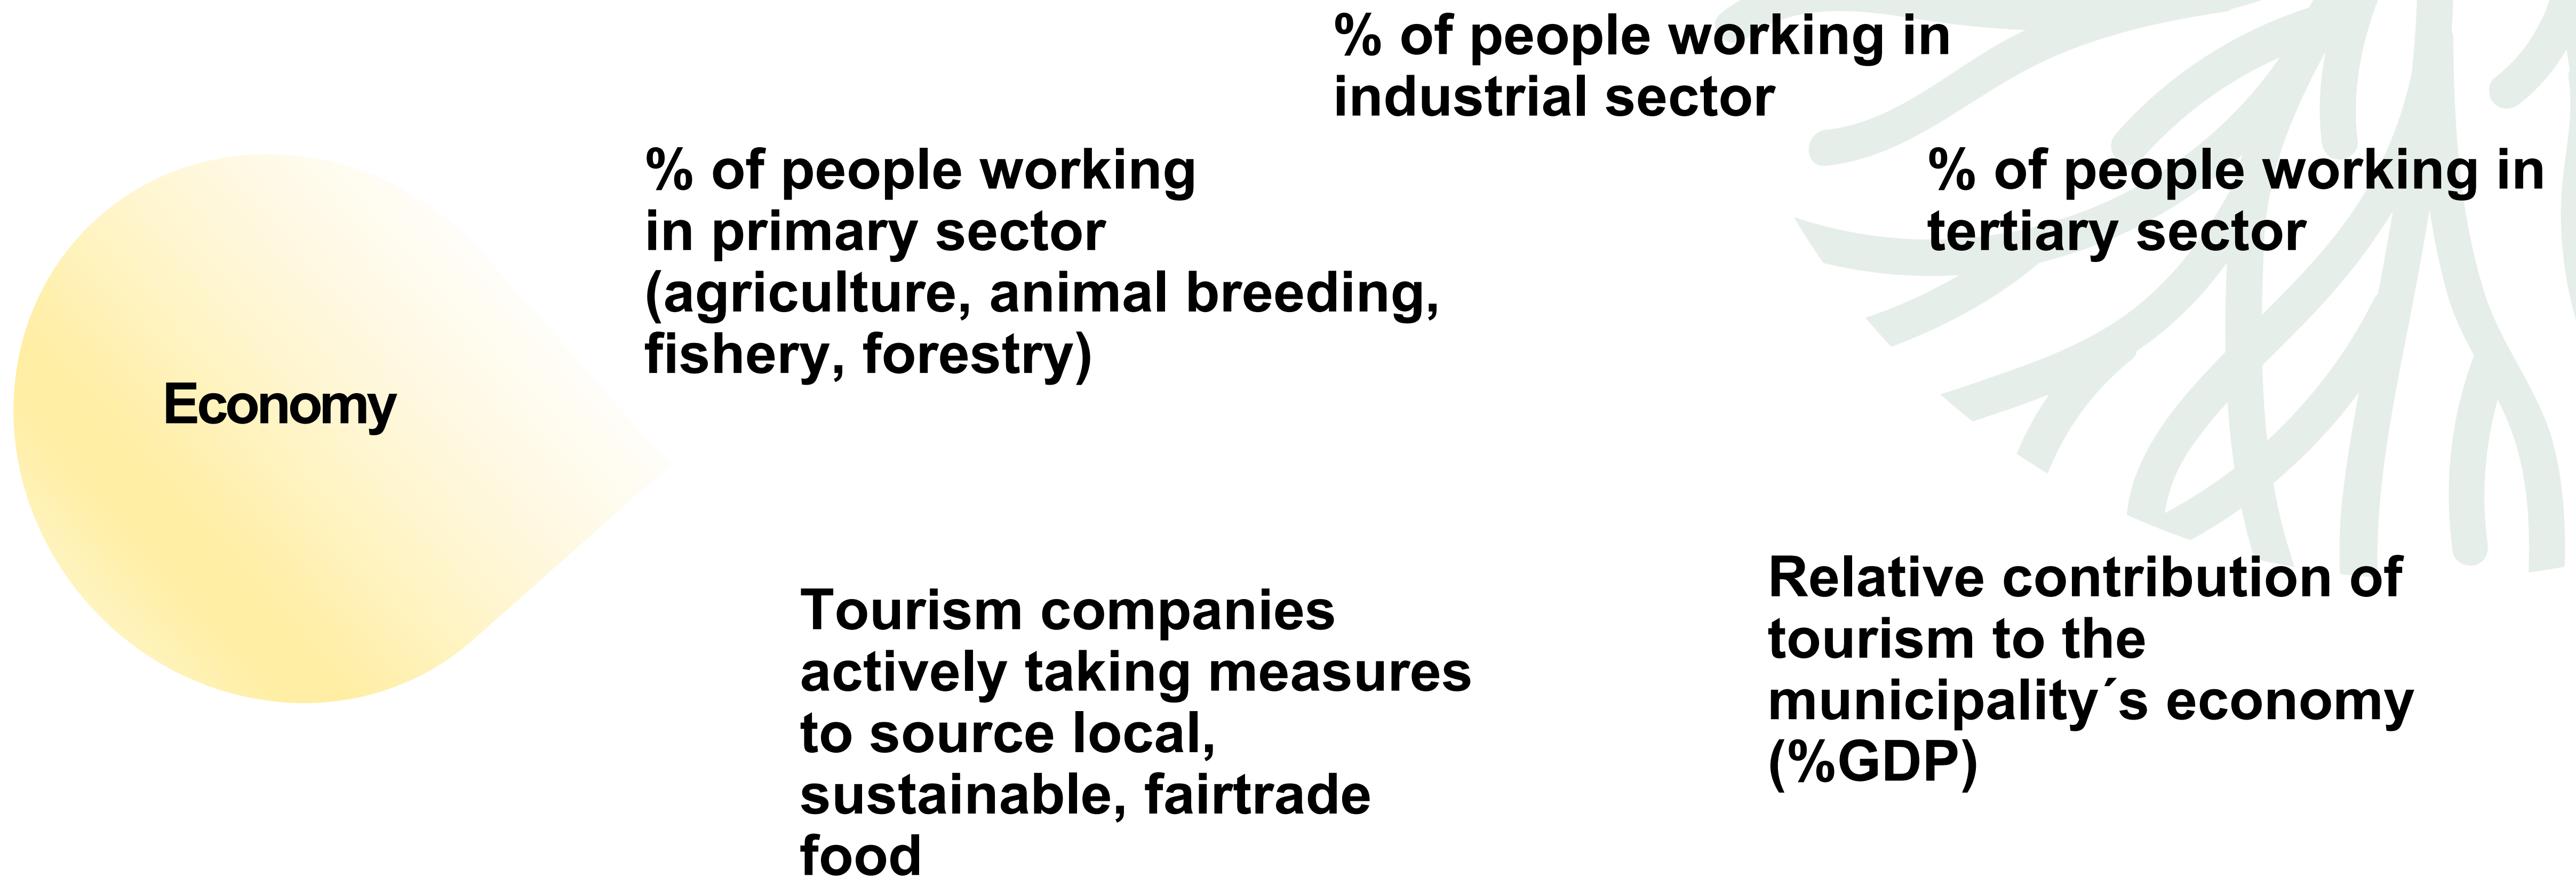 % of people working in
industrial sector
% of people working
in primary sector
(agriculture, animal breeding,
fishery, forestry)
% of people working in
tertiary sector
Economy
Tourism companies
actively taking measures
to source local,
sustainable, fairtrade
food
Relative contribution of
tourism to the
municipality´s economy
(%GDP)